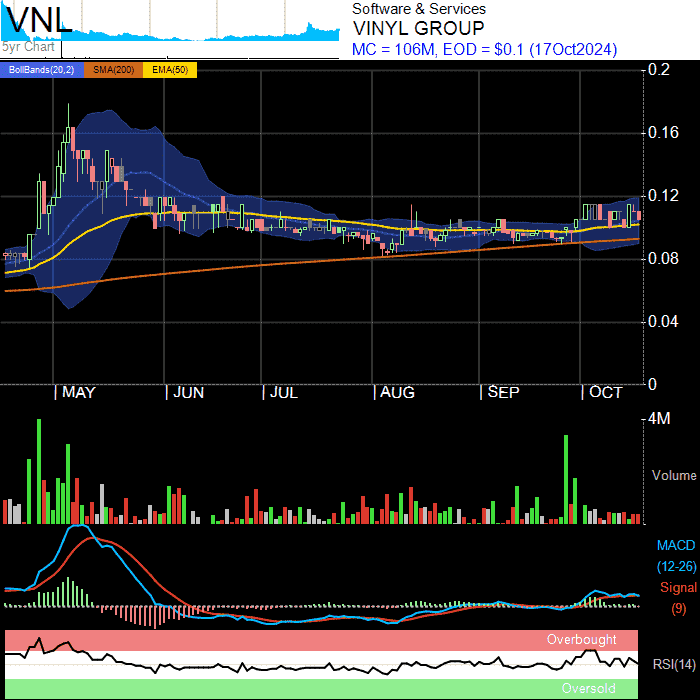 VNL
5yr Chart
Software & Services
VINYL GROUP
MC = 106M, EOD = $0.1 (17Oct2024)
BollBands(20,2) SMA(200) EMA(50)
0.2
0.16
0.12
0.08
0.04
0
MAY JUN JUL AUG SEP OCT
4M
Volume
MACD
(12-26)
Signal
(9)
Overbought
RSI(14)
Oversold